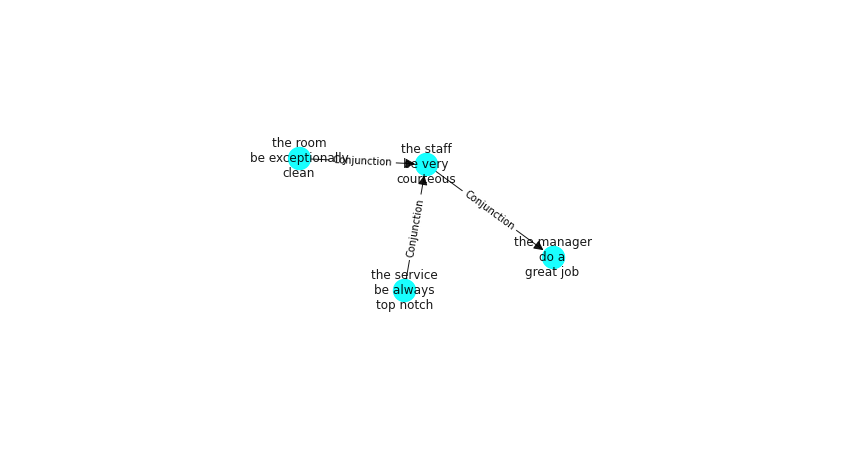 the room
be exceptionally
clean
Conjunction
the staff
be very
courteous
Conjunction
Conjunction
the manager
do a
great job
the service
be always
top notch